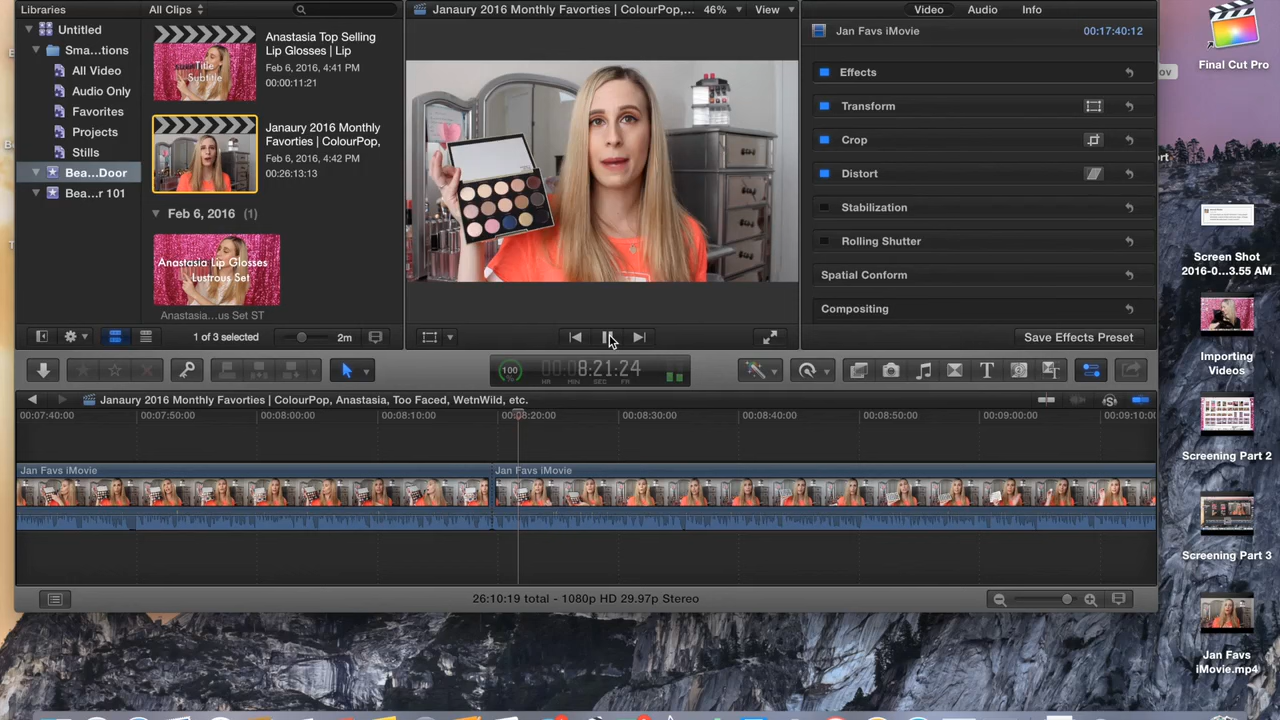 Libraries
Untitled
Sma...tions
All Video
Audio Only
Favorites
Projects
Stills
Bea...Door
Bea...r 101
All Clips
Title
Subtitle
Anastasia Top Selling
Lip Glosses | Lip
Feb 6, 2016, 4:41 PM
00:00:11:21
Janaury 2016 Monthly
Favorties | ColourPop,
Feb 6, 2016, 4:42 PM
00:26:13:13
Feb 6, 2016 (1)
Anastasia Lip Glosses
Lustrous Set
Anastasia...us Set ST
1 of 3 selected
2m
Janaury 2016 Monthly Favorties | ColourPop,...
46%
View
Video
Audio
Info
Jan Favs iMovie
00:17:40:12
Effects
Transform
Crop
Distort
Stabilization
Rolling Shutter
Spatial Conform
Compositing
Save Effects Preset
100
%
8:21:24
HR MIN SEC FR
Janaury 2016 Monthly Favorties | ColourPop, Anastasia, Too Faced, WetnWild, etc.
00:07:40:00
00:07:50:00
00:08:00:00
00:08:10:00
00:08:20:00
00:08:30:00
00:08:40:00
00:08:50:00
00:09:00:00
00:09:10:00
Jan Favs iMovie
Jan Favs iMovie
26:10:19 total - 1080p HD 29.97p Stereo
Final Cut Pro
ov
ort
Screen Shot
2016-0...3.55 AM
Importing
Videos
Screening Part 2
Screening Part 3
Jan Favs
iMovie.mp4